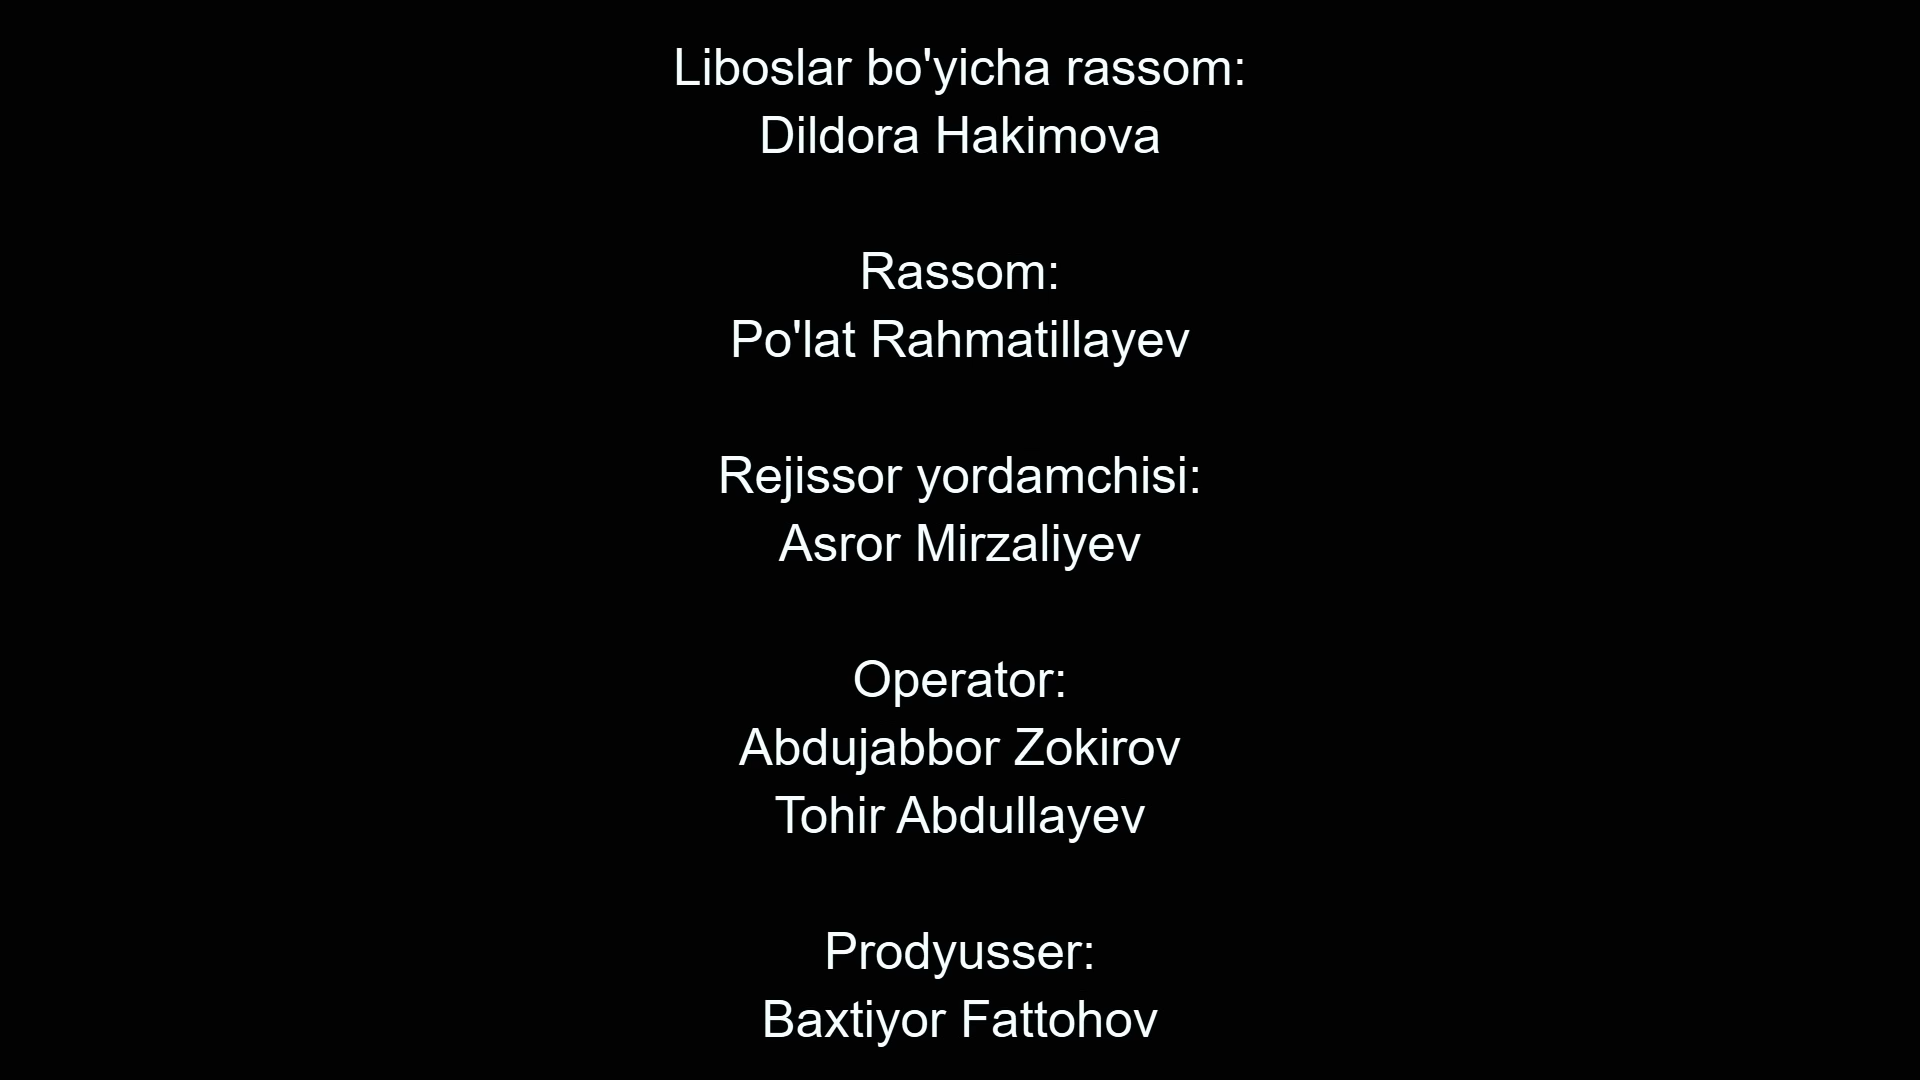 Liboslar bo'yicha rassom:
Dildora Hakimova
Rassom:
Po'lat Rahmatillayev
Rejissor yordamchisi:
Asror Mirzaliyev
Operator:
Abdujabbor Zokirov
Tohir Abdullayev
Prodyusser:
Baxtiyor Fattohov